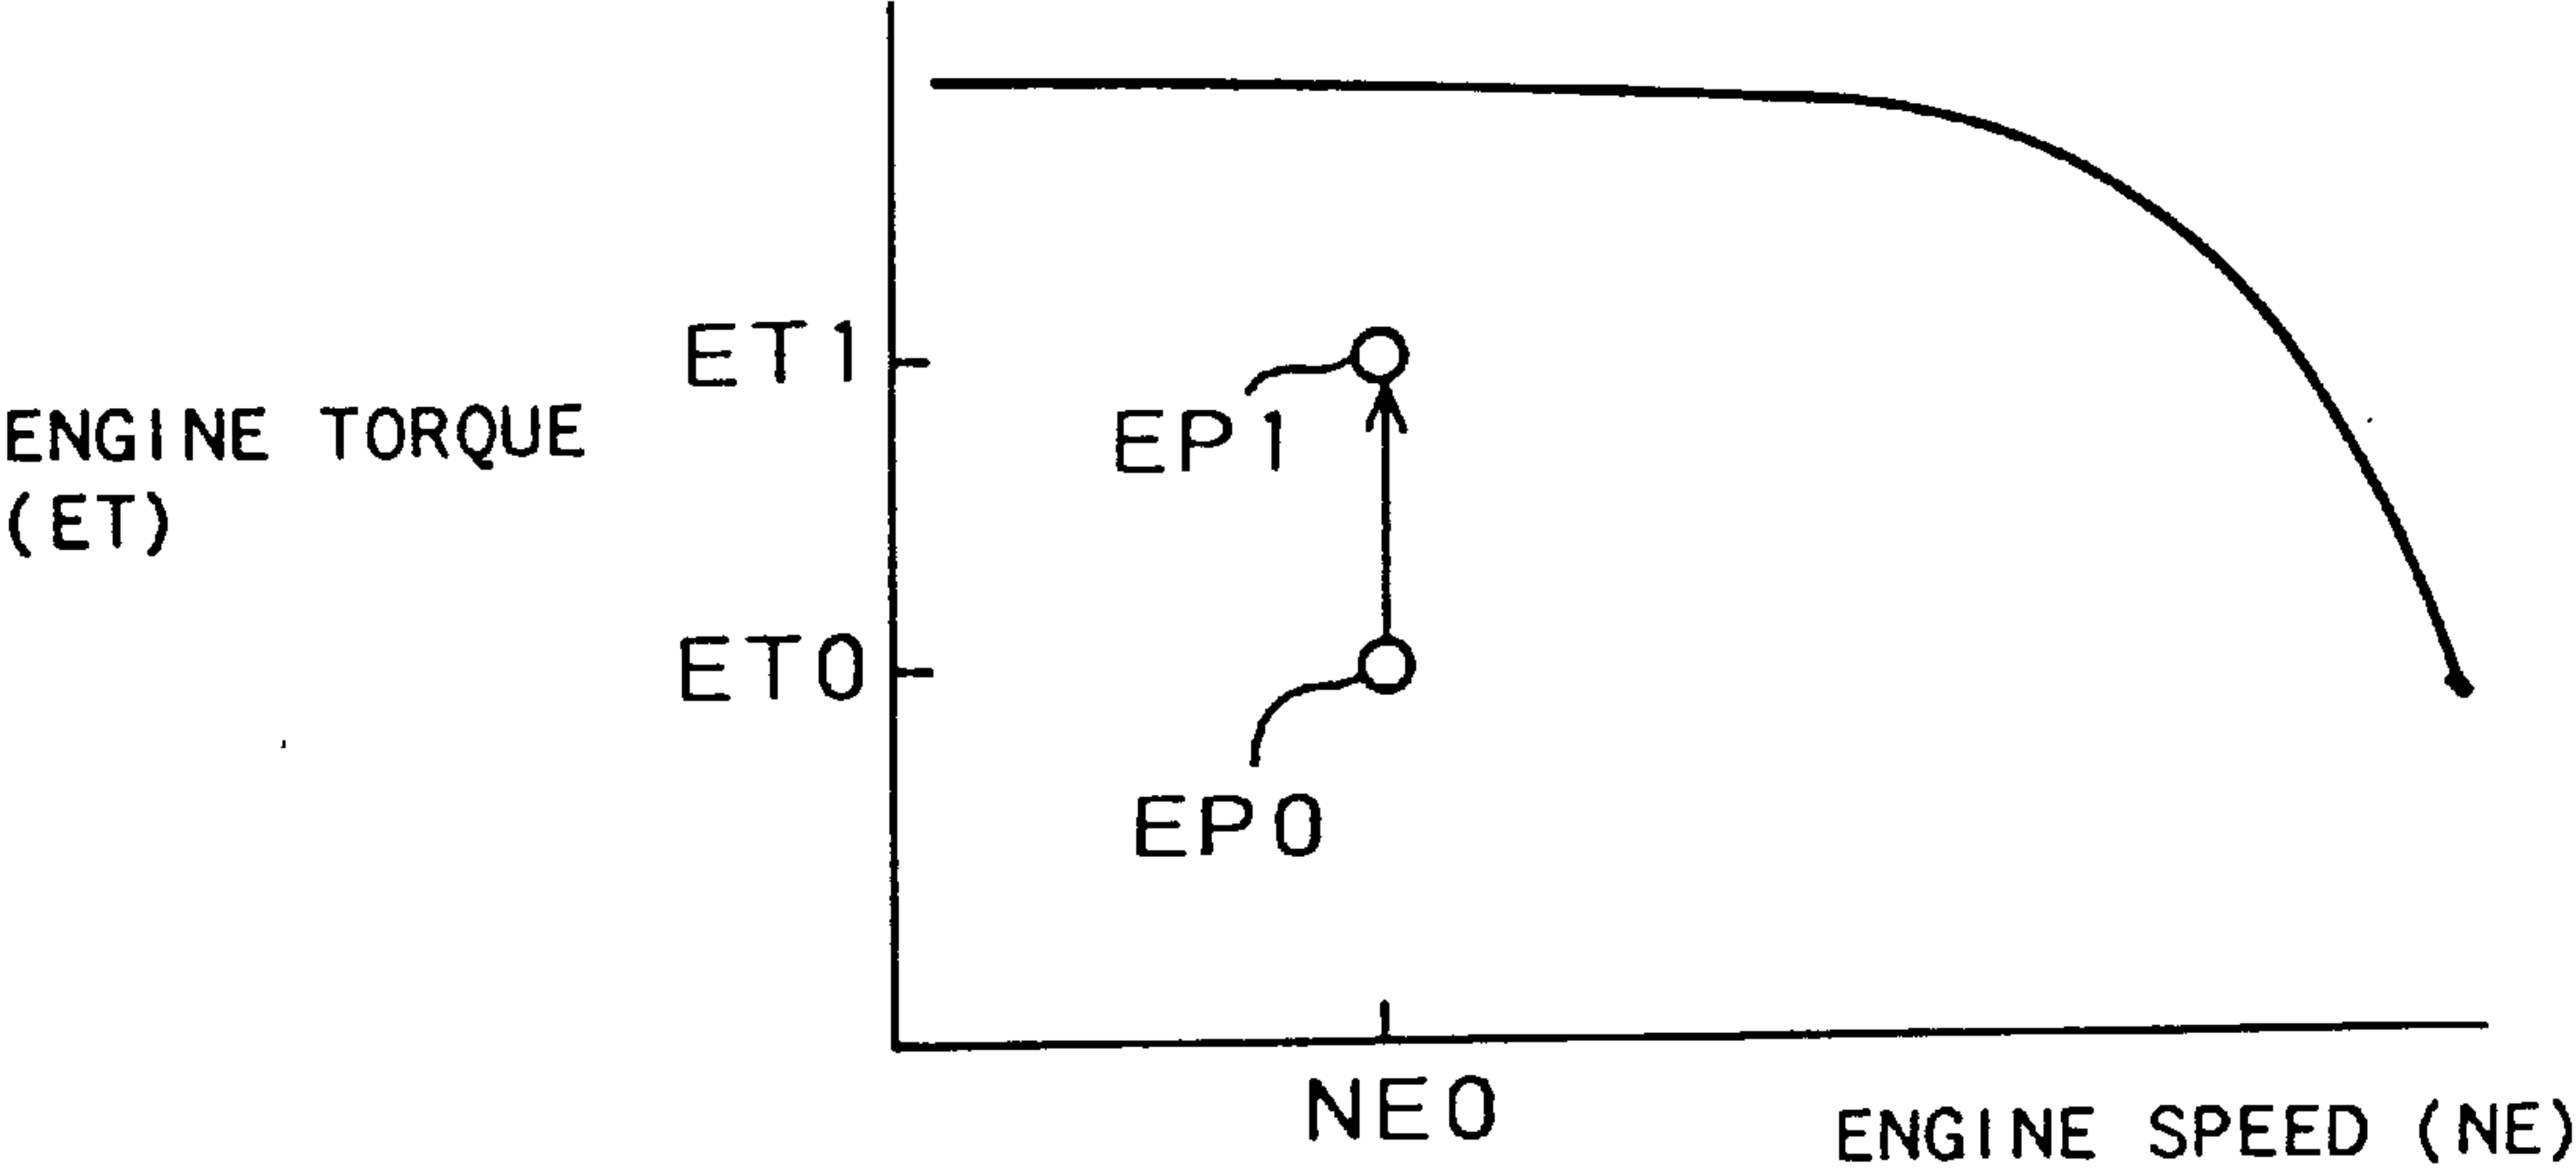 ET1
ENGINE TORQUE
(ET)
EP1
ET0
EP0
NE0
ENGINE SPEED (NE)